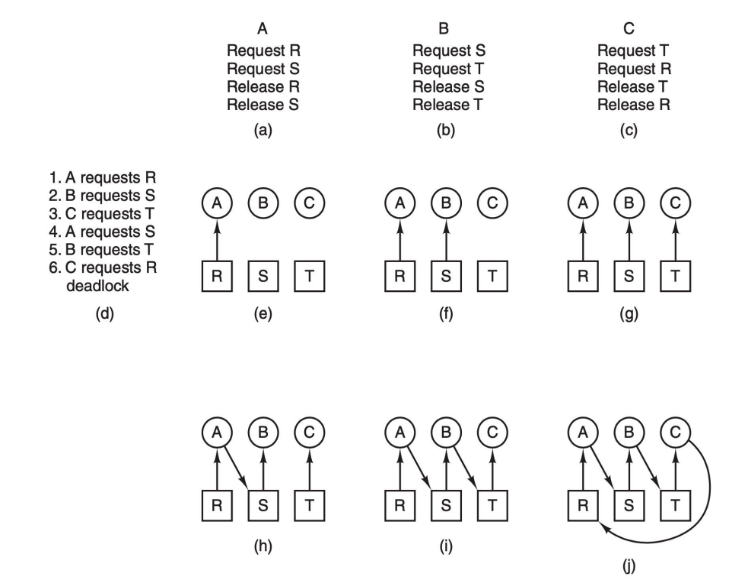 A
Request R
Request S
Release R
Release S
(a)
B
Request S
Request T
Release S
Release T
(b)
C
Request T
Request R
Release T
Release R
(c)
1. A requests R
2. B requests S
3. C requests T
4. A requests S
5. B requests T
6. C requests R
deadlock
(d)
A B C
R S T
(e)
A B C
R S T
(f)
A B C
R S T
(g)
A B C
R S T
(h)
A B C
R S T
(i)
A B C
R S T
(j)